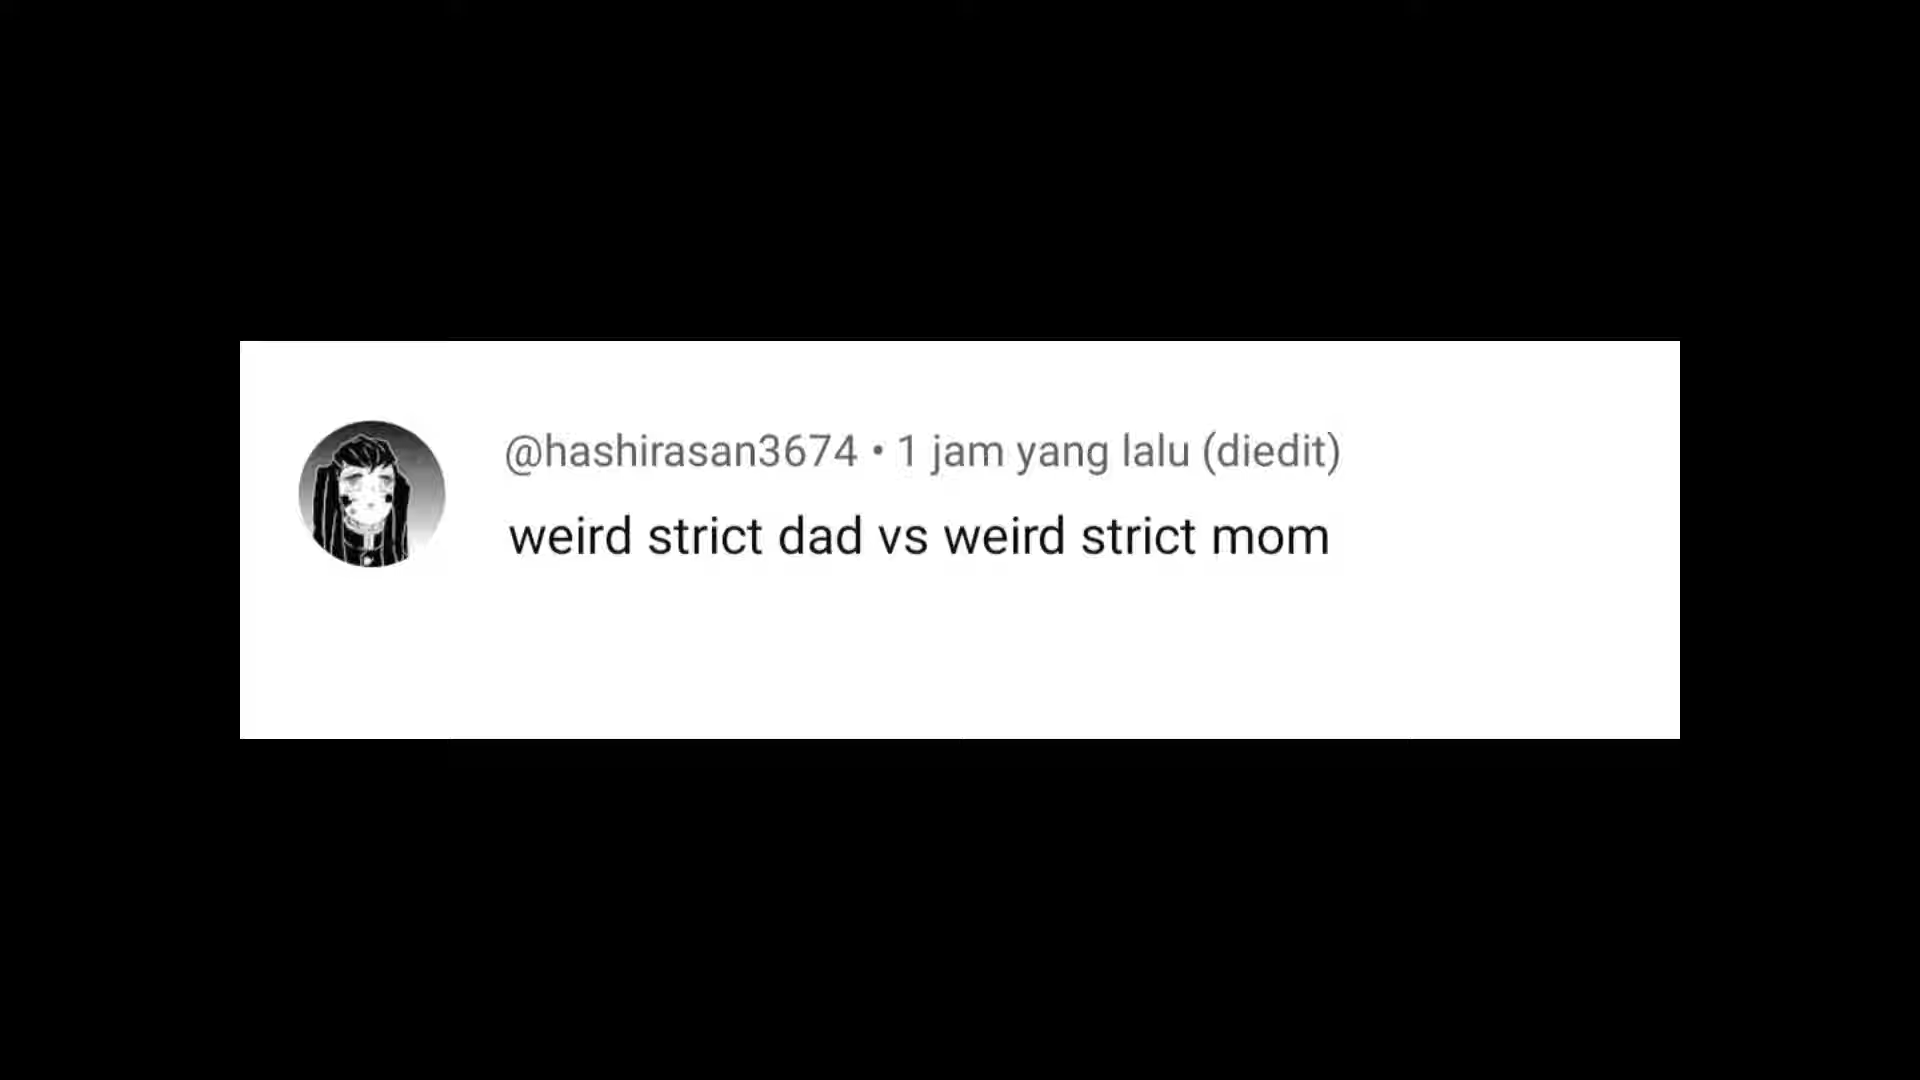 @hashirasan3674 • 1 jam yang lalu (diedit)
weird strict dad vs weird strict mom